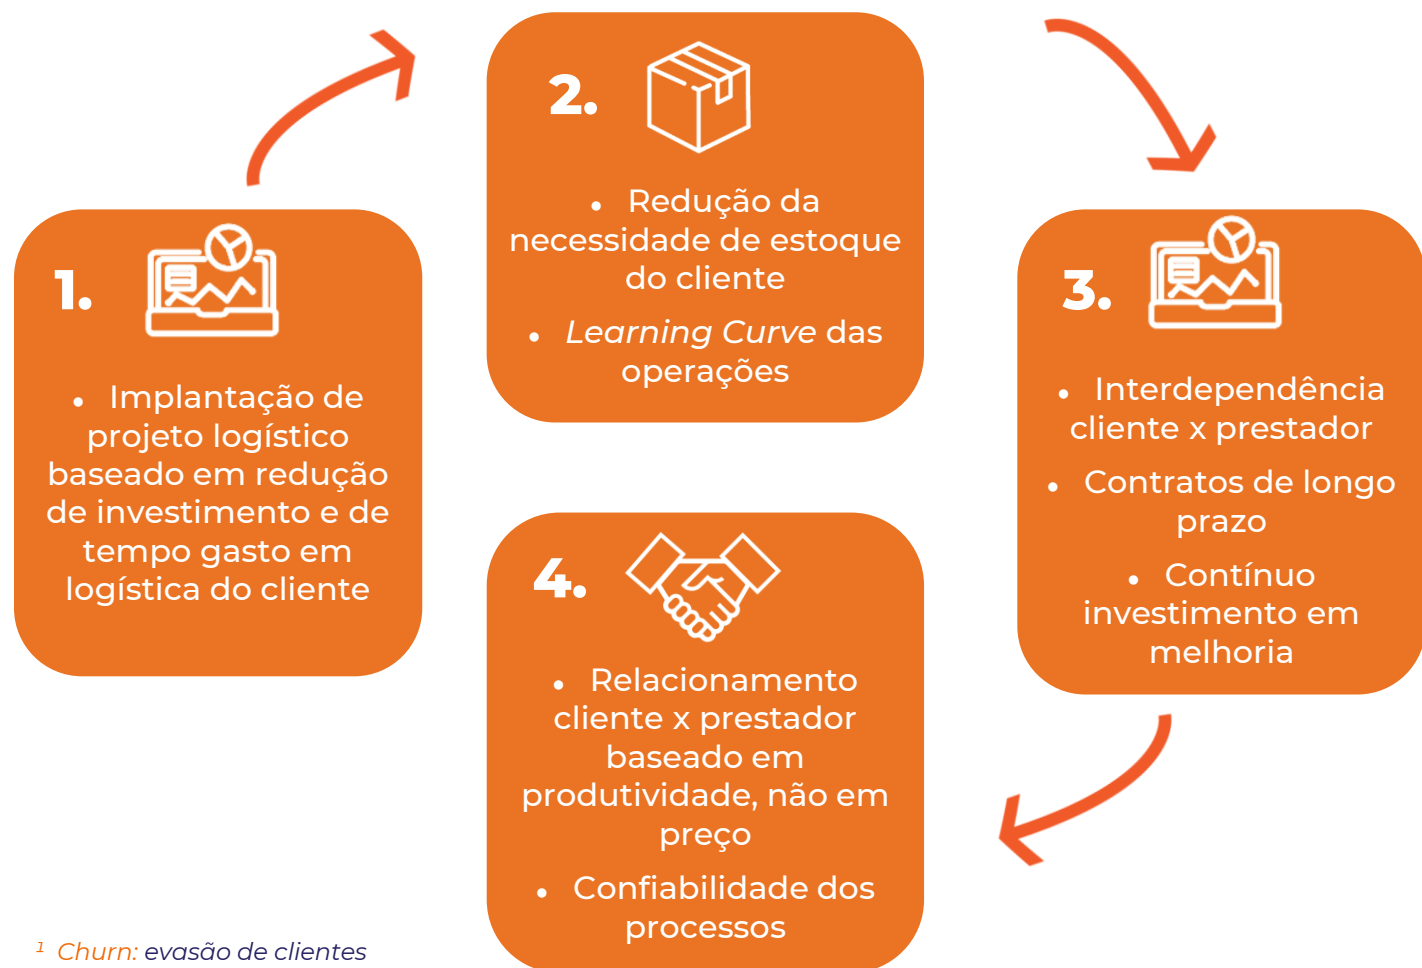 1.
• Implantação de
projeto logístico
baseado em redução
de investimento e de
tempo gasto em
logística do cliente
2.
• Redução da
necessidade de estoque
do cliente
• Learning Curve das
operações
3.
• Interdependência
cliente x prestador
• Contratos de longo
prazo
• Contínuo
investimento em
melhoria
4.
• Relacionamento
cliente x prestador
baseado em
produtividade, não em
preço
• Confiabilidade dos
processos
¹ Churn: evasão de clientes